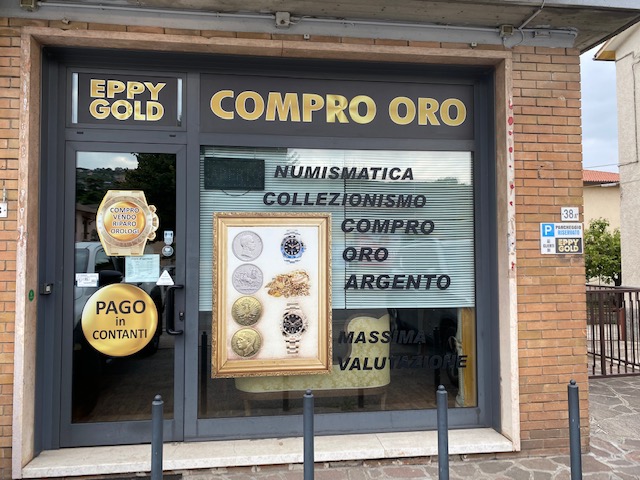 EPPY
GOLD
COMPRO ORO
NUMISMATICA
COLLEZIONISMO
COMPRO
ORO
ARGENTO
MASSIMA
VALUTAZIONE
COMPRO
VENDO
RIPARO
OROLOGI
PAGO
in
CONTANTI
38
P PARCHEGGIO
RISERVATO
EPPY
GOLD